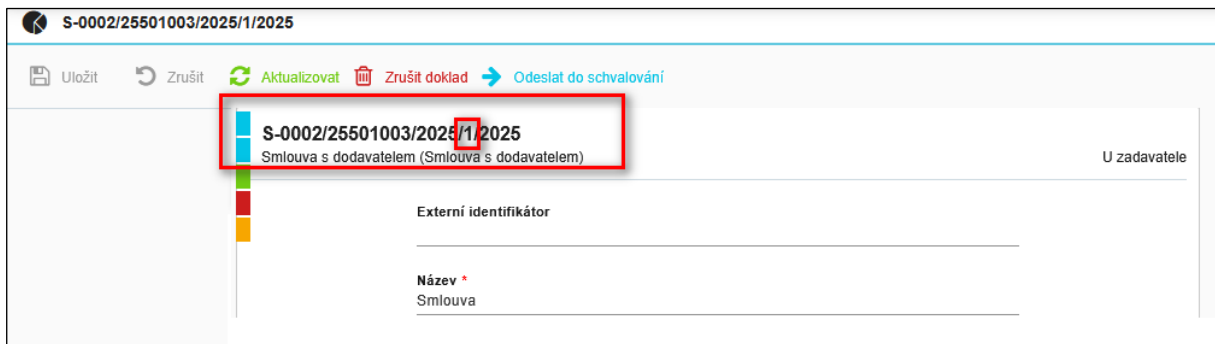 S-0002/25501003/2025/1/2025
Uložit Zrušit Aktualizovat Zrušit doklad Odeslat do schvalování
S-0002/25501003/2025/1/2025
Smlouva s dodavatelem (Smlouva s dodavatelem) U zadavatele
Externí identifikátor
Název *
Smlouva